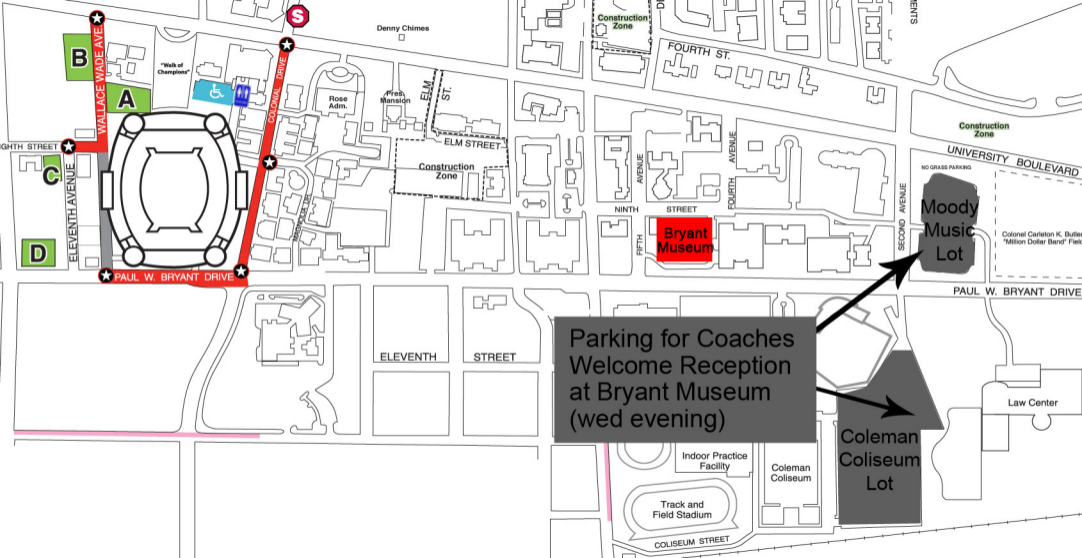 S
Denny Chimes
Construction
Zone
FOURTH ST.
B
WALLACE WADE AVE.
"Walk of
Champions"
A
COLONIAL DRIVE
Rose
Adm.
Pres.
Mansion
ELM
ST.
ELM STREET
Construction
Zone
Construction
Zone
UNIVERSITY BOULEVARD
GHTH STREET
C
ELEVENTH AVENUE
D
PAUL W. BRYANT DRIVE
AVENUE
FIFTH
NINTH
STREET
FOURTH
AVENUE
Bryant
Museum
SECOND AVENUE
NO GRASS PARKING
Moody
Music
Lot
Colonel Carleton K. Butle
"Million Dollar Band" Fiel
PAUL W. BRYANT DRIVE
Parking for Coaches
Welcome Reception
at Bryant Museum
(wed evening)
ELEVENTH
STREET
Law Center
Coleman
Coliseum
Lot
Indoor Practice
Facility
Coleman
Coliseum
Track and
Field Stadium
COLISEUM STREET